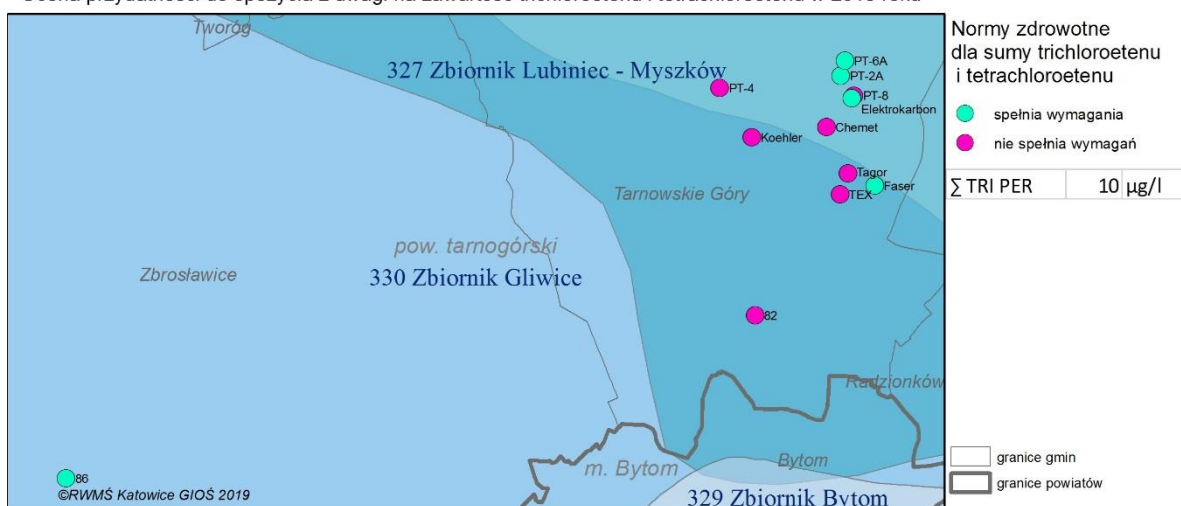 Ocena przydatności do spożycia z uwagi na zawartość trichloroetenu i tetrachloroetenu w 2018 roku
Tworóg
327 Zbiornik Lubiniec - Myszków
PT-6A
PT-2A
PT-4
PT-8
Elektrokarbon
Chemet
Koehler
Tagor
Faser
TEX
Tarnowskie Góry
pow. tarnogórski
Zbrosławice
330 Zbiornik Gliwice
82
Radzionków
m. Bytom
Bytom
86
©RWMŚ Katowice GIOŚ 2019
329 Zbiornik Bytom
Normy zdrowotne
dla sumy trichloroetenu
i tetrachloroetenu
spełnia wymagania
nie spełnia wymagań
∑ TRI PER 10 µg/l
granice gmin
granice powiatów